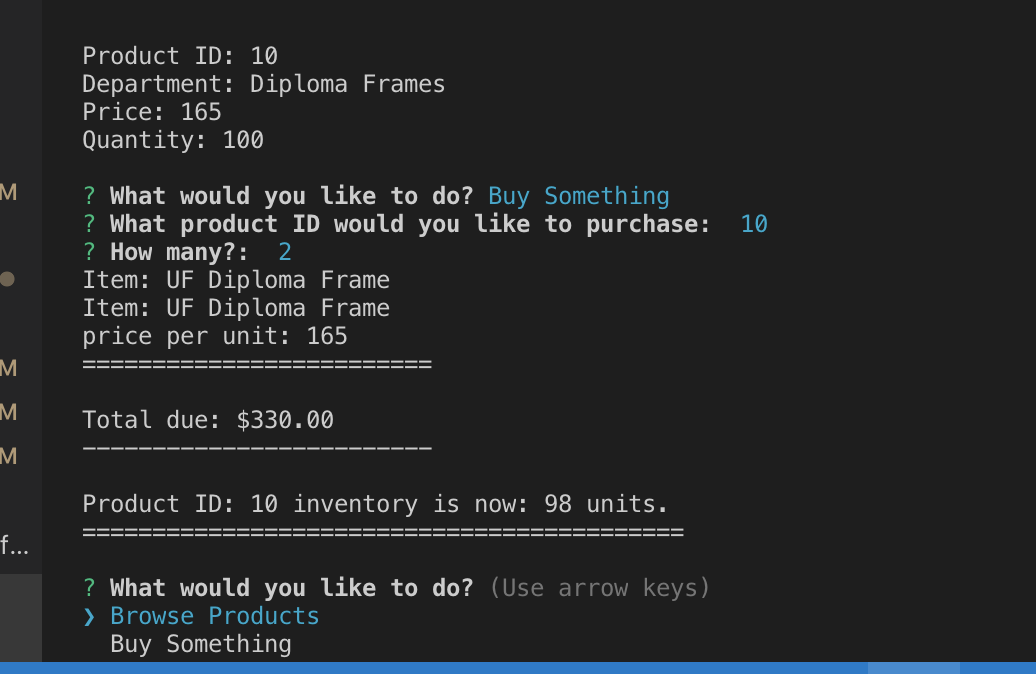 Product ID: 10
Department: Diploma Frames
Price: 165
Quantity: 100
M
? What would you like to do? Buy Something
? What product ID would you like to purchase:  10
? How many?:  2
Item: UF Diploma Frame
Item: UF Diploma Frame
price per unit: 165
M
=========================
M
Total due: $330.00
M
-------------------------
Product ID: 10 inventory is now: 98 units.
===========================================
f...
? What would you like to do? (Use arrow keys)
❯ Browse Products
  Buy Something